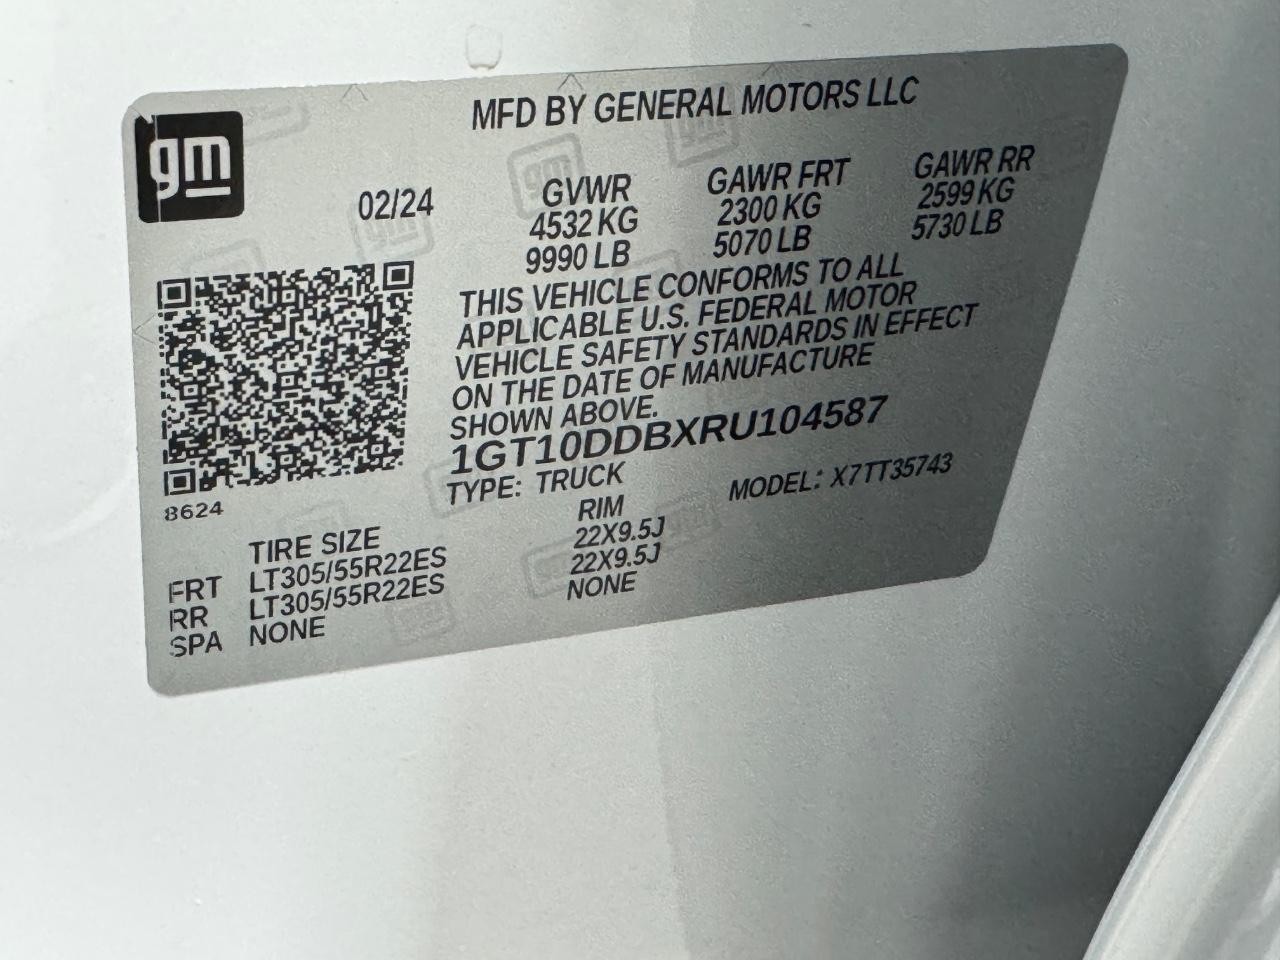 gm
MFD BY GENERAL MOTORS LLC
02/24
GVWR GAWR FRT GAWR RR
4532 KG 2300 KG 2599 KG
9990 LB 5070 LB 5730 LB
THIS VEHICLE CONFORMS TO ALL
APPLICABLE U.S. FEDERAL MOTOR
VEHICLE SAFETY STANDARDS IN EFFECT
ON THE DATE OF MANUFACTURE
SHOWN ABOVE.
1GT10DDBXRU104587
TYPE: TRUCK MODEL: X7TT35743
8624
TIRE SIZE RIM
FRT LT305/55R22ES 22X9.5J
RR LT305/55R22ES 22X9.5J
SPA NONE NONE